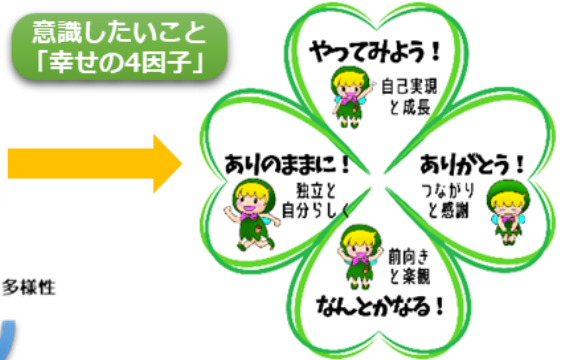 意識したいこと
「幸せの4因子」
やってみよう！
自己実現
と成長
ありのままに！
独立と
自分らしく
ありがとう！
つながり
と感謝
前向き
と楽観
なんとかなる！
多様性